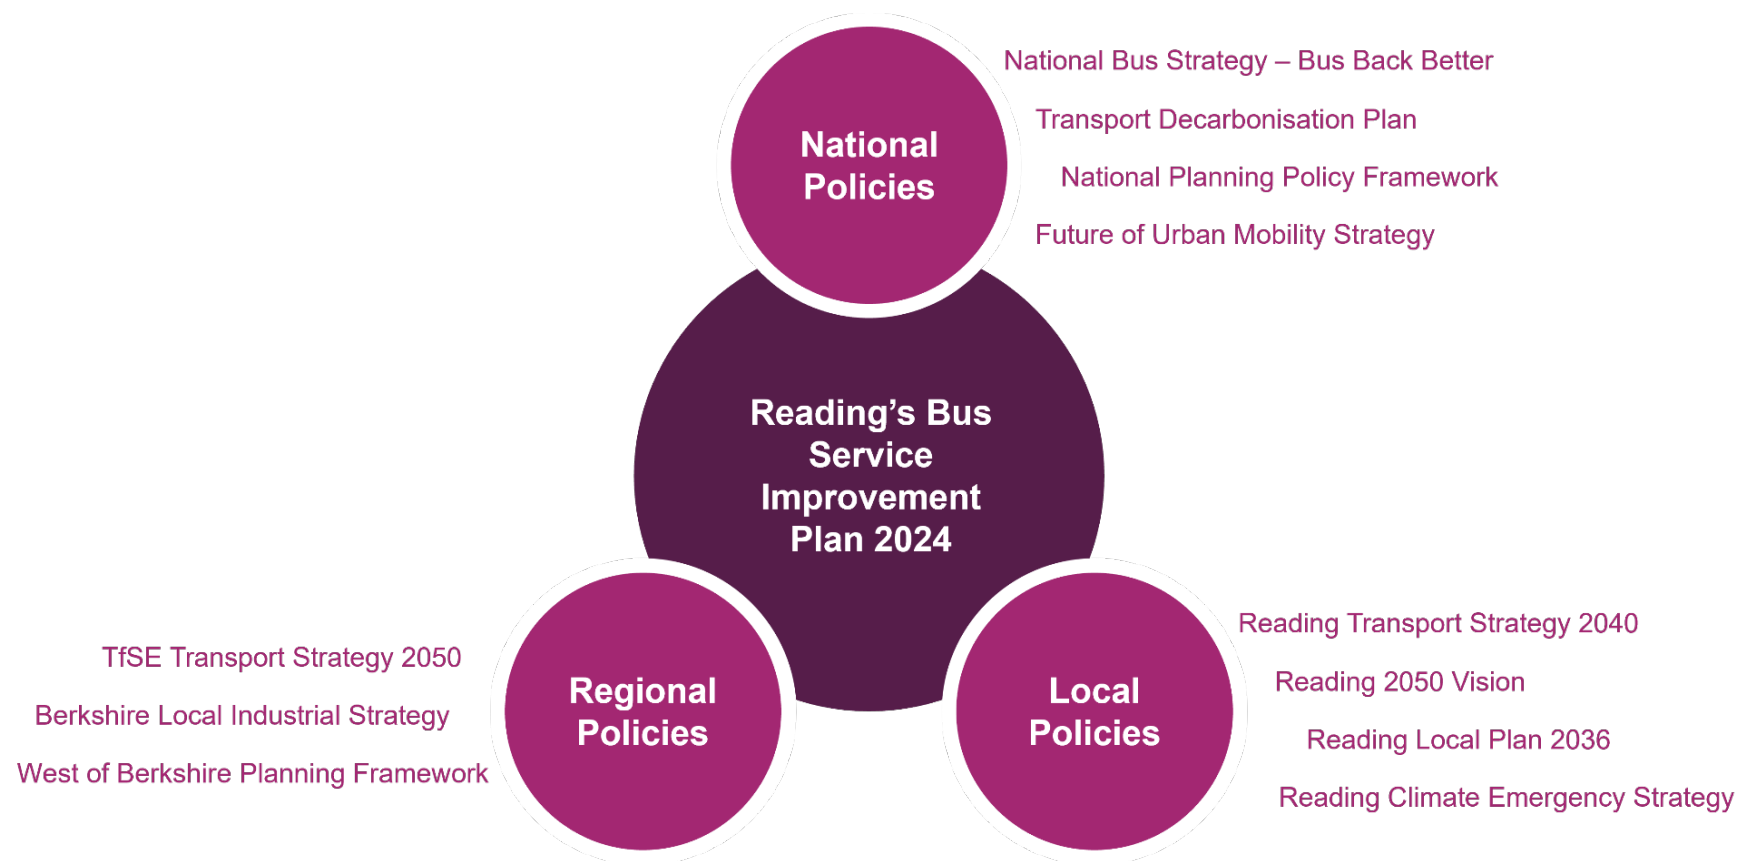 National Policies
National Bus Strategy – Bus Back Better
Transport Decarbonisation Plan
National Planning Policy Framework
Future of Urban Mobility Strategy
Reading’s Bus
Service
Improvement
Plan 2024
Regional
Policies
TfSE Transport Strategy 2050
Berkshire Local Industrial Strategy
West of Berkshire Planning Framework
Local
Policies
Reading Transport Strategy 2040
Reading 2050 Vision
Reading Local Plan 2036
Reading Climate Emergency Strategy